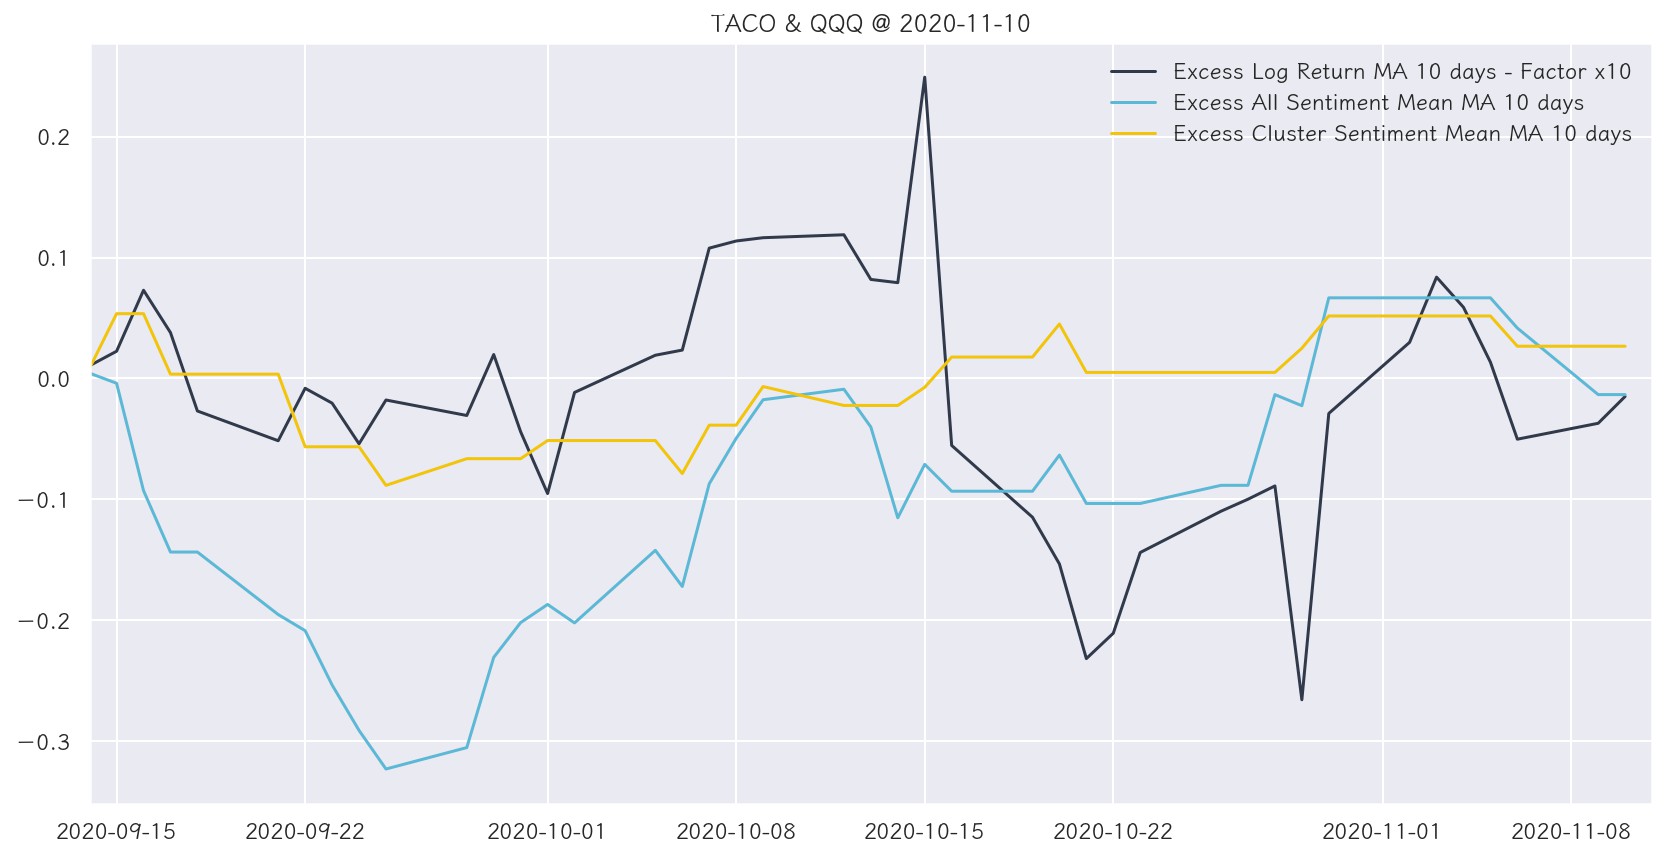 TACO & QQQ @ 2020-11-10
Excess Log Return MA 10 days - Factor x10
Excess All Sentiment Mean MA 10 days
Excess Cluster Sentiment Mean MA 10 days
0.2
0.1
0.0
−0.1
−0.2
−0.3
2020-09-15 2020-09-22 2020-10-01 2020-10-08 2020-10-15 2020-10-22 2020-11-01 2020-11-08